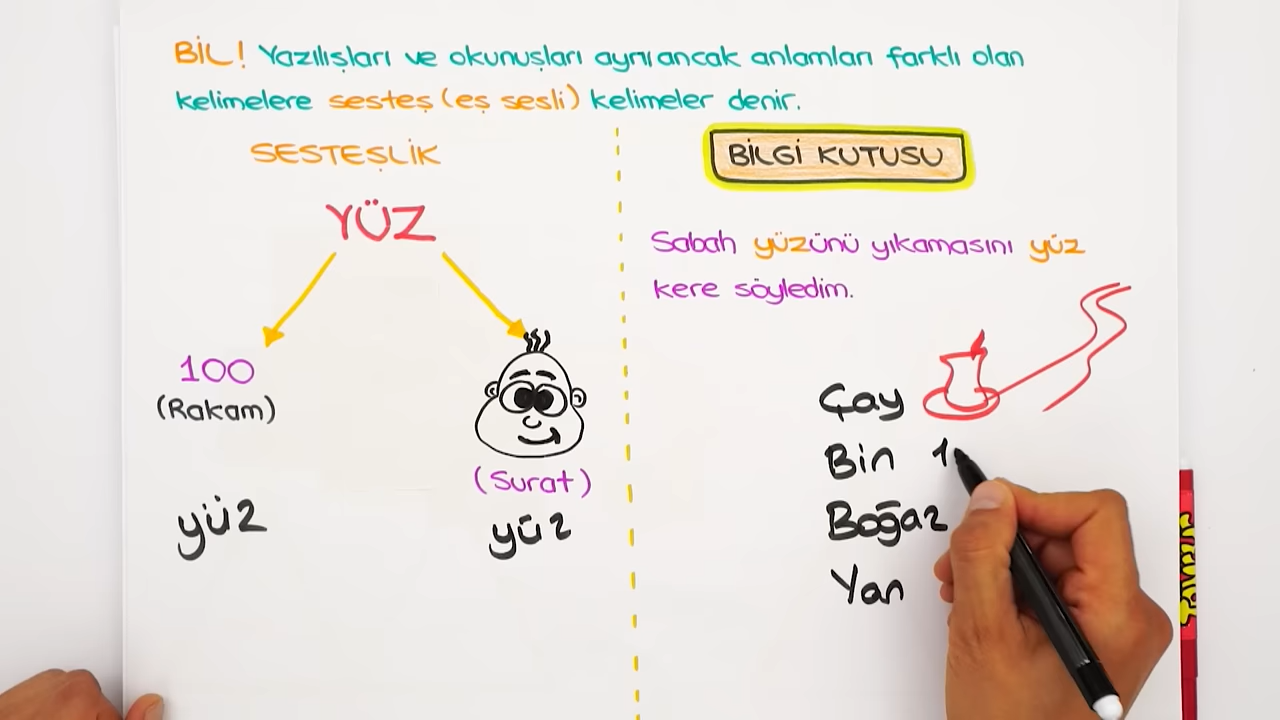 BİL! Yazılışları ve okunuşları aynı ancak anlamları farklı olan
kelimelere sesteş (eş sesli) kelimeler denir.
SESTEŞLİK
YÜZ
100
(Rakam)
(Surat)
yüz
yüz
BİLGİ KUTUSU
Sabah yüzünü yıkamasını yüz
kere söyledim.
Çay
Bin 1
Boğaz
Yan